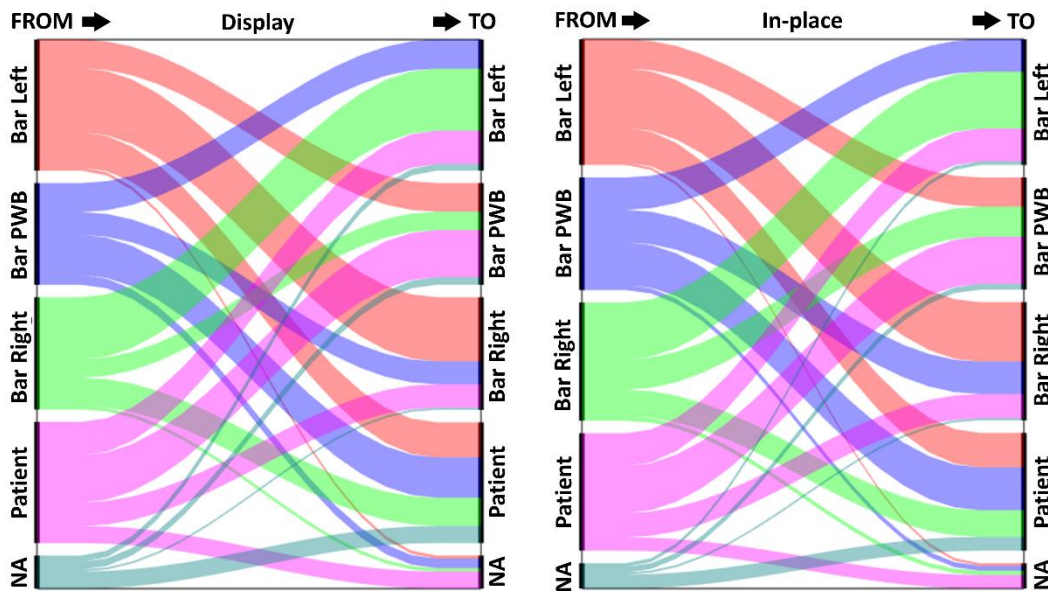 FROM → Display → TO
Bar Left
Bar PWB
Bar Right
Patient
NA
Bar Left
Bar PWB
Bar Right
Patient
NA
FROM → In-place → TO
Bar Left
Bar PWB
Bar Right
Patient
NA
Bar Left
Bar PWB
Bar Right
Patient
NA